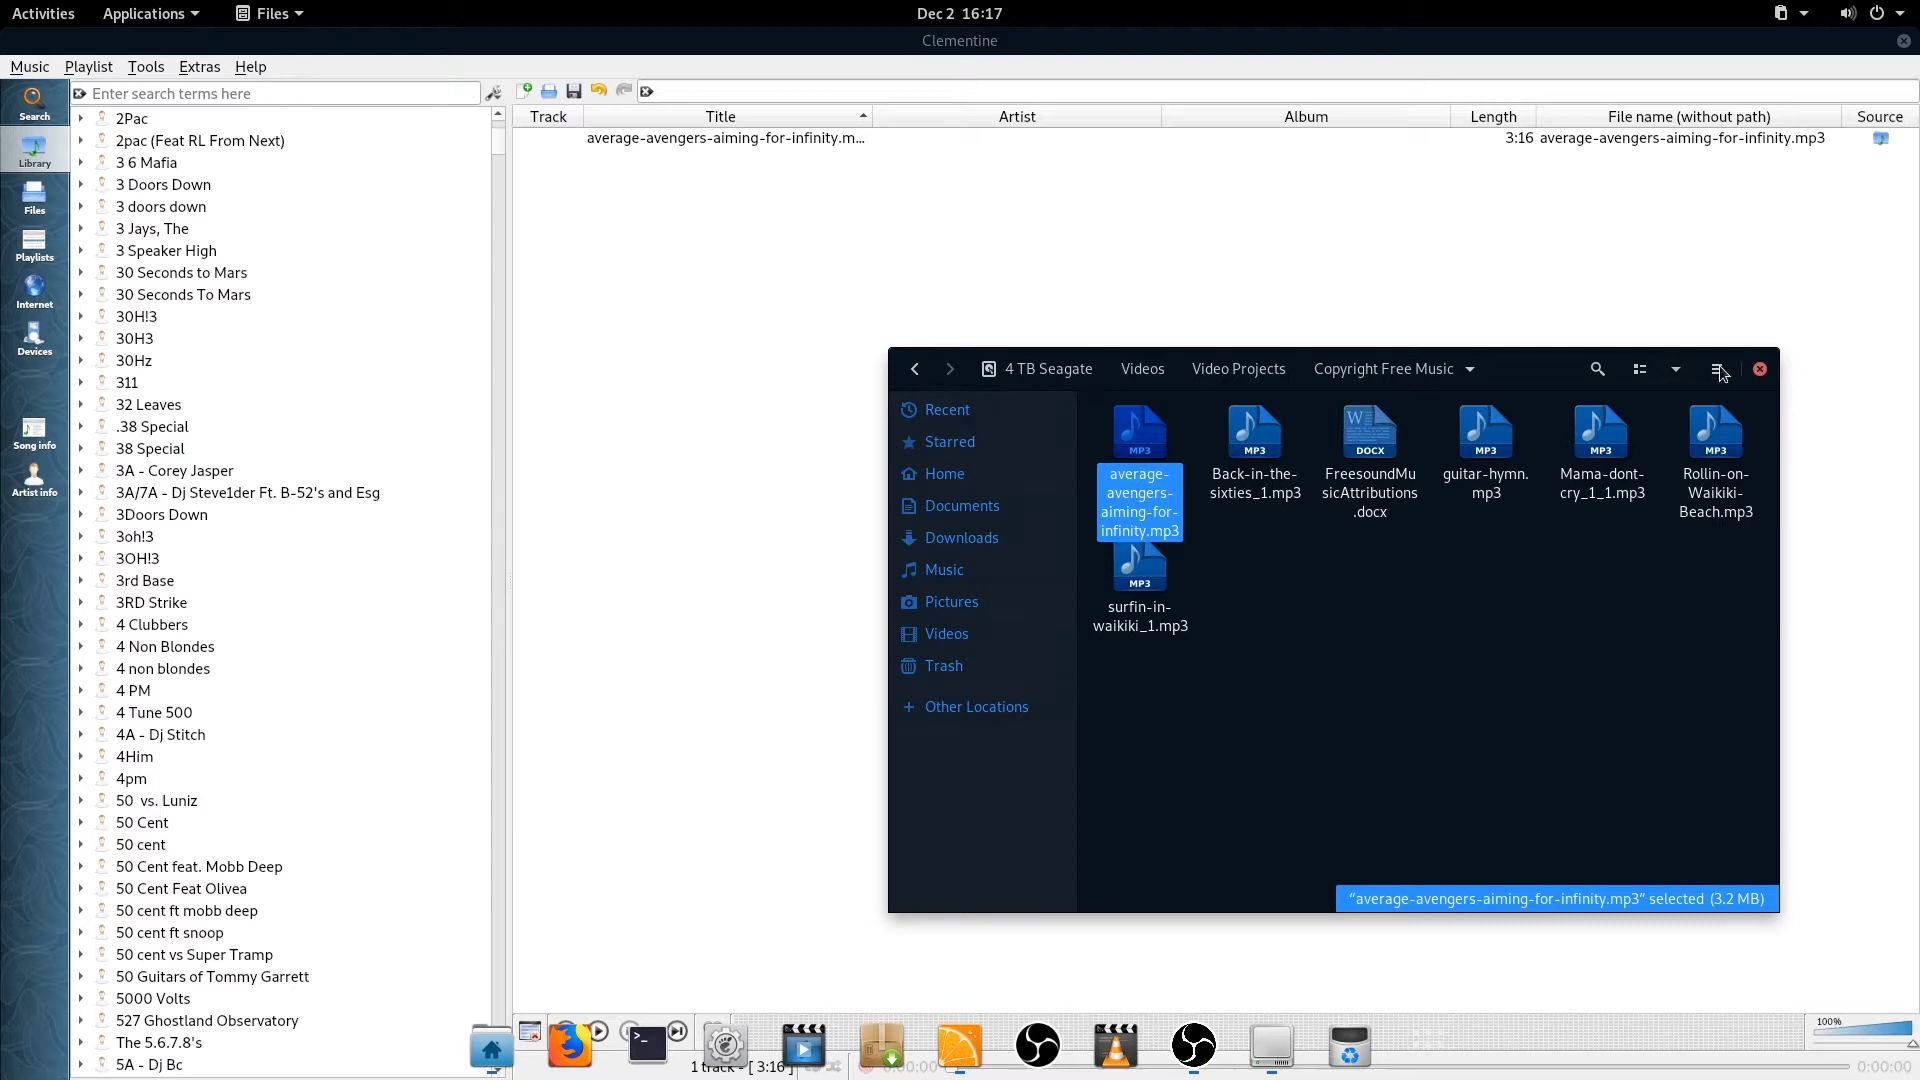 Activities Applications Files Dec 2 16:17
Clementine
Music Playlist Tools Extras Help
Enter search terms here
Search
Library
Files
Playlists
Internet
Devices
Song info
Artist info
2Pac
2pac (Feat RL From Next)
3 6 Mafia
3 Doors Down
3 doors down
3 Jays, The
3 Speaker High
30 Seconds to Mars
30 Seconds To Mars
30H!3
30H3
30Hz
311
32 Leaves
.38 Special
38 Special
3A - Corey Jasper
3A/7A - Dj Steve1der Ft. B-52's and Esg
3Doors Down
3oh!3
3OH!3
3rd Base
3RD Strike
4 Clubbers
4 Non Blondes
4 non blondes
4 PM
4 Tune 500
4A - Dj Stitch
4Him
4pm
50 vs. Luniz
50 Cent
50 cent
50 Cent feat. Mobb Deep
50 Cent Feat Olivea
50 cent ft mobb deep
50 cent ft snoop
50 cent vs Super Tramp
50 Guitars of Tommy Garrett
5000 Volts
527 Ghostland Observatory
The 5.6.7.8's
5A - Dj Bc
Track Title Artist Album Length File name (without path) Source
average-avengers-aiming-for-infinity.m... 3:16 average-avengers-aiming-for-infinity.mp3
4 TB Seagate Videos Video Projects Copyright Free Music
Recent
Starred
Home
Documents
Downloads
Music
Pictures
Videos
Trash
+ Other Locations
MP3
average-
avengers-
aiming-for-
infinity.mp3
MP3
Back-in-the-
sixties_1.mp3
W
DOCX
FreesoundMu
sicAttributions
.docx
MP3
guitar-hymn.
mp3
MP3
Mama-dont-
cry_1_1.mp3
MP3
Rollin-on-
Waikiki-
Beach.mp3
MP3
surfin-in-
waikiki_1.mp3
"average-avengers-aiming-for-infinity.mp3" selected (3.2 MB)
100%
1 track - [ 3:16 ]
0:00:00
0:00:00